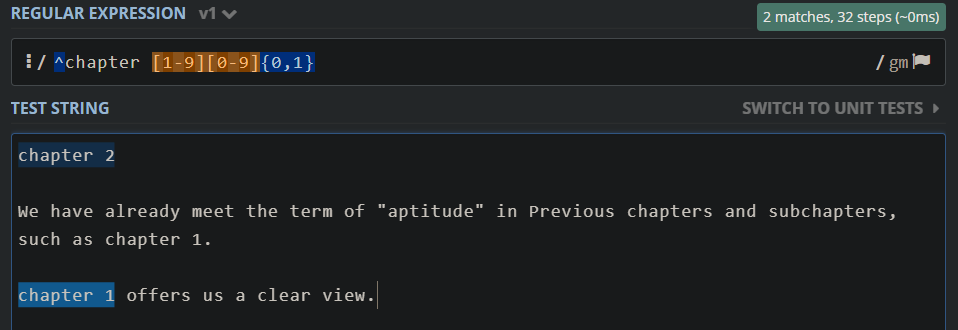 REGULAR EXPRESSION v1 2 matches, 32 steps (~0ms)
/ ^chapter [1-9][0-9]{0,1} / gm
TEST STRING SWITCH TO UNIT TESTS
chapter 2
We have already meet the term of "aptitude" in Previous chapters and subchapters,
such as chapter 1.
chapter 1 offers us a clear view.